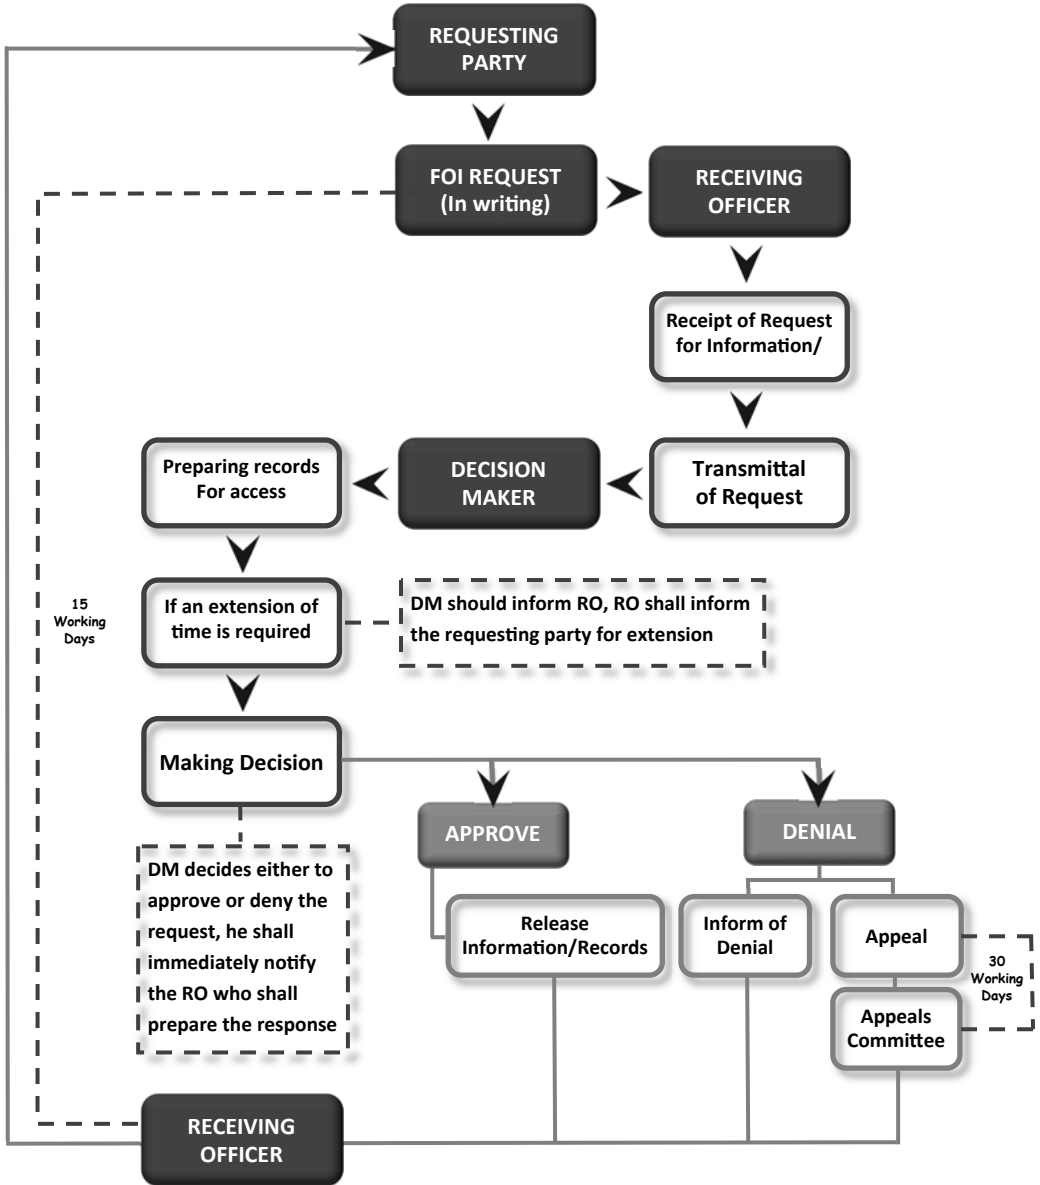 REQUESTING
PARTY
FOI REQUEST
(In writing)
RECEIVING
OFFICER
Receipt of Request
for Information/
Transmittal
of Request
DECISION
MAKER
Preparing records
For access
If an extension of
time is required
DM should inform RO, RO shall inform
the requesting party for extension
15
Working
Days
Making Decision
DM decides either to
approve or deny the
request, he shall
immediately notify
the RO who shall
prepare the response
APPROVE
Release
Information/Records
DENIAL
Inform of
Denial
Appeal
30
Working
Days
Appeals
Committee
RECEIVING
OFFICER